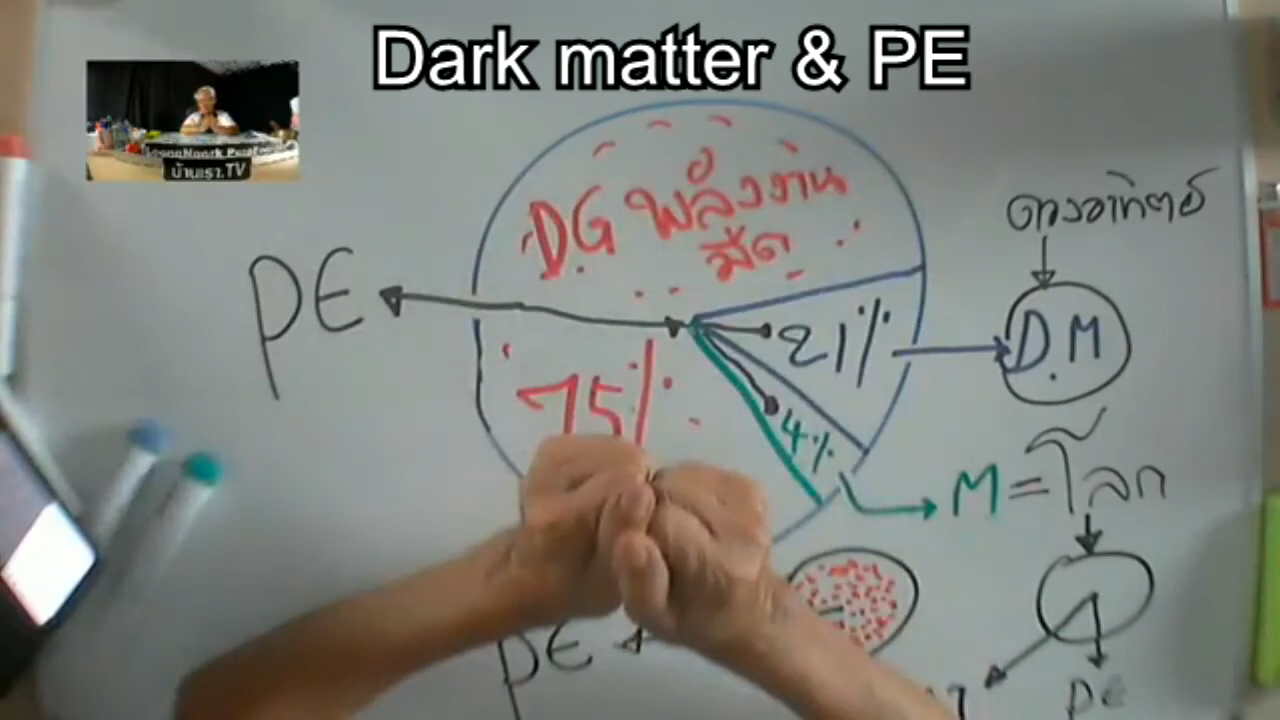 Dark matter & PE
บ้านเรา.TV
DG พลังงาน
มืด
ดวงอาทิตย์
PE
21%
D.M
75%
4%
M = โลก
PE
PE